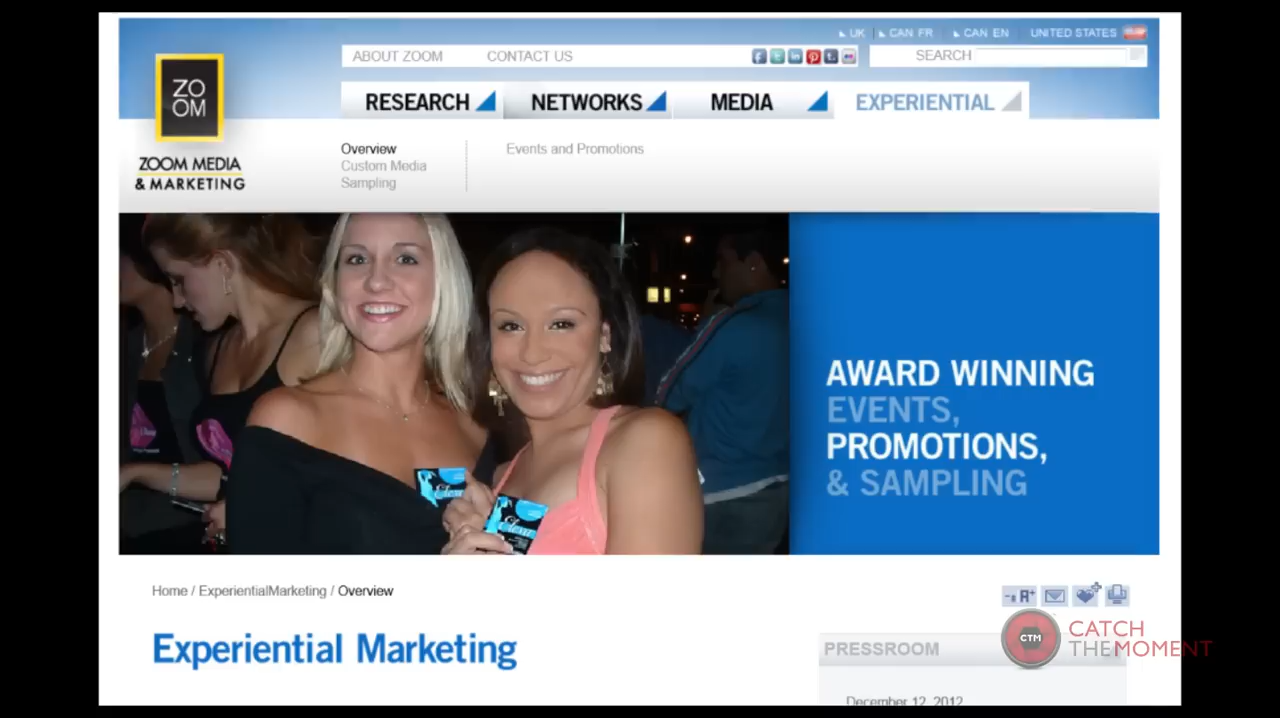 UK
CAN FR
CAN EN
UNITED STATES
ABOUT ZOOM
CONTACT US
SEARCH
ZO
OM
ZOOM MEDIA
& MARKETING
RESEARCH
NETWORKS
MEDIA
EXPERIENTIAL
Overview
Custom Media
Sampling
Events and Promotions
AWARD WINNING
EVENTS,
PROMOTIONS,
& SAMPLING
Home / ExperientialMarketing / Overview
-a A+
Experiential Marketing
PRESSROOM
December 12, 2012
CTM
CATCH
THEMOMENT